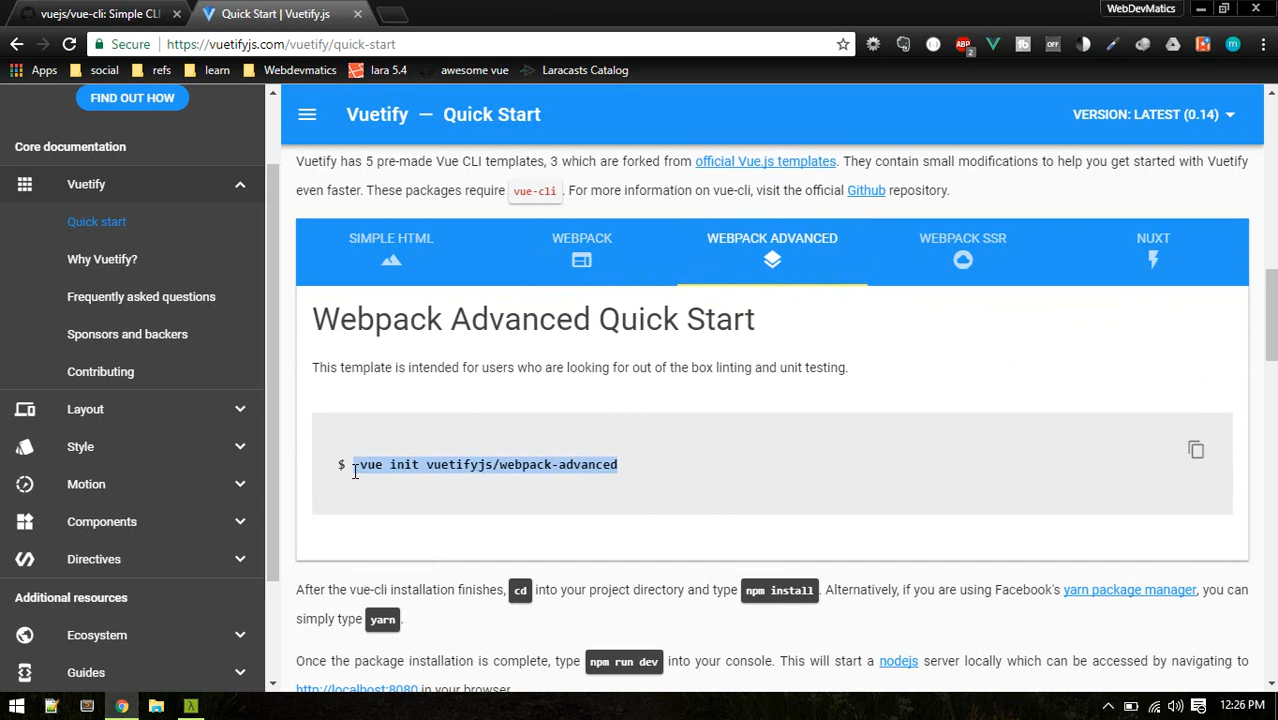 vuejs/vue-cli: Simple CLI
Quick Start | Vuetify.js
WebDevMatics
Secure
https://vuetifyjs.com/vuetify/quick-start
ABP
2
OFF
m
Apps
social
refs
learn
Webdevmatics
lara 5.4
awesome vue
Laracasts Catalog
FIND OUT HOW
Core documentation
Vuetify
Quick start
Why Vuetify?
Frequently asked questions
Sponsors and backers
Contributing
Layout
Style
Motion
Components
Directives
Additional resources
Ecosystem
Guides
Vuetify — Quick Start
VERSION: LATEST (0.14)
Vuetify has 5 pre-made Vue CLI templates, 3 which are forked from official Vue.js templates. They contain small modifications to help you get started with Vuetify
even faster. These packages require vue-cli. For more information on vue-cli, visit the official Github repository.
SIMPLE HTML
WEBPACK
WEBPACK ADVANCED
WEBPACK SSR
NUXT
Webpack Advanced Quick Start
This template is intended for users who are looking for out of the box linting and unit testing.
$ vue init vuetifyjs/webpack-advanced
After the vue-cli installation finishes, cd into your project directory and type npm install. Alternatively, if you are using Facebook's yarn package manager, you can
simply type yarn.
Once the package installation is complete, type npm run dev into your console. This will start a nodejs server locally which can be accessed by navigating to
http://localhost:8080 in your browser.
12:26 PM